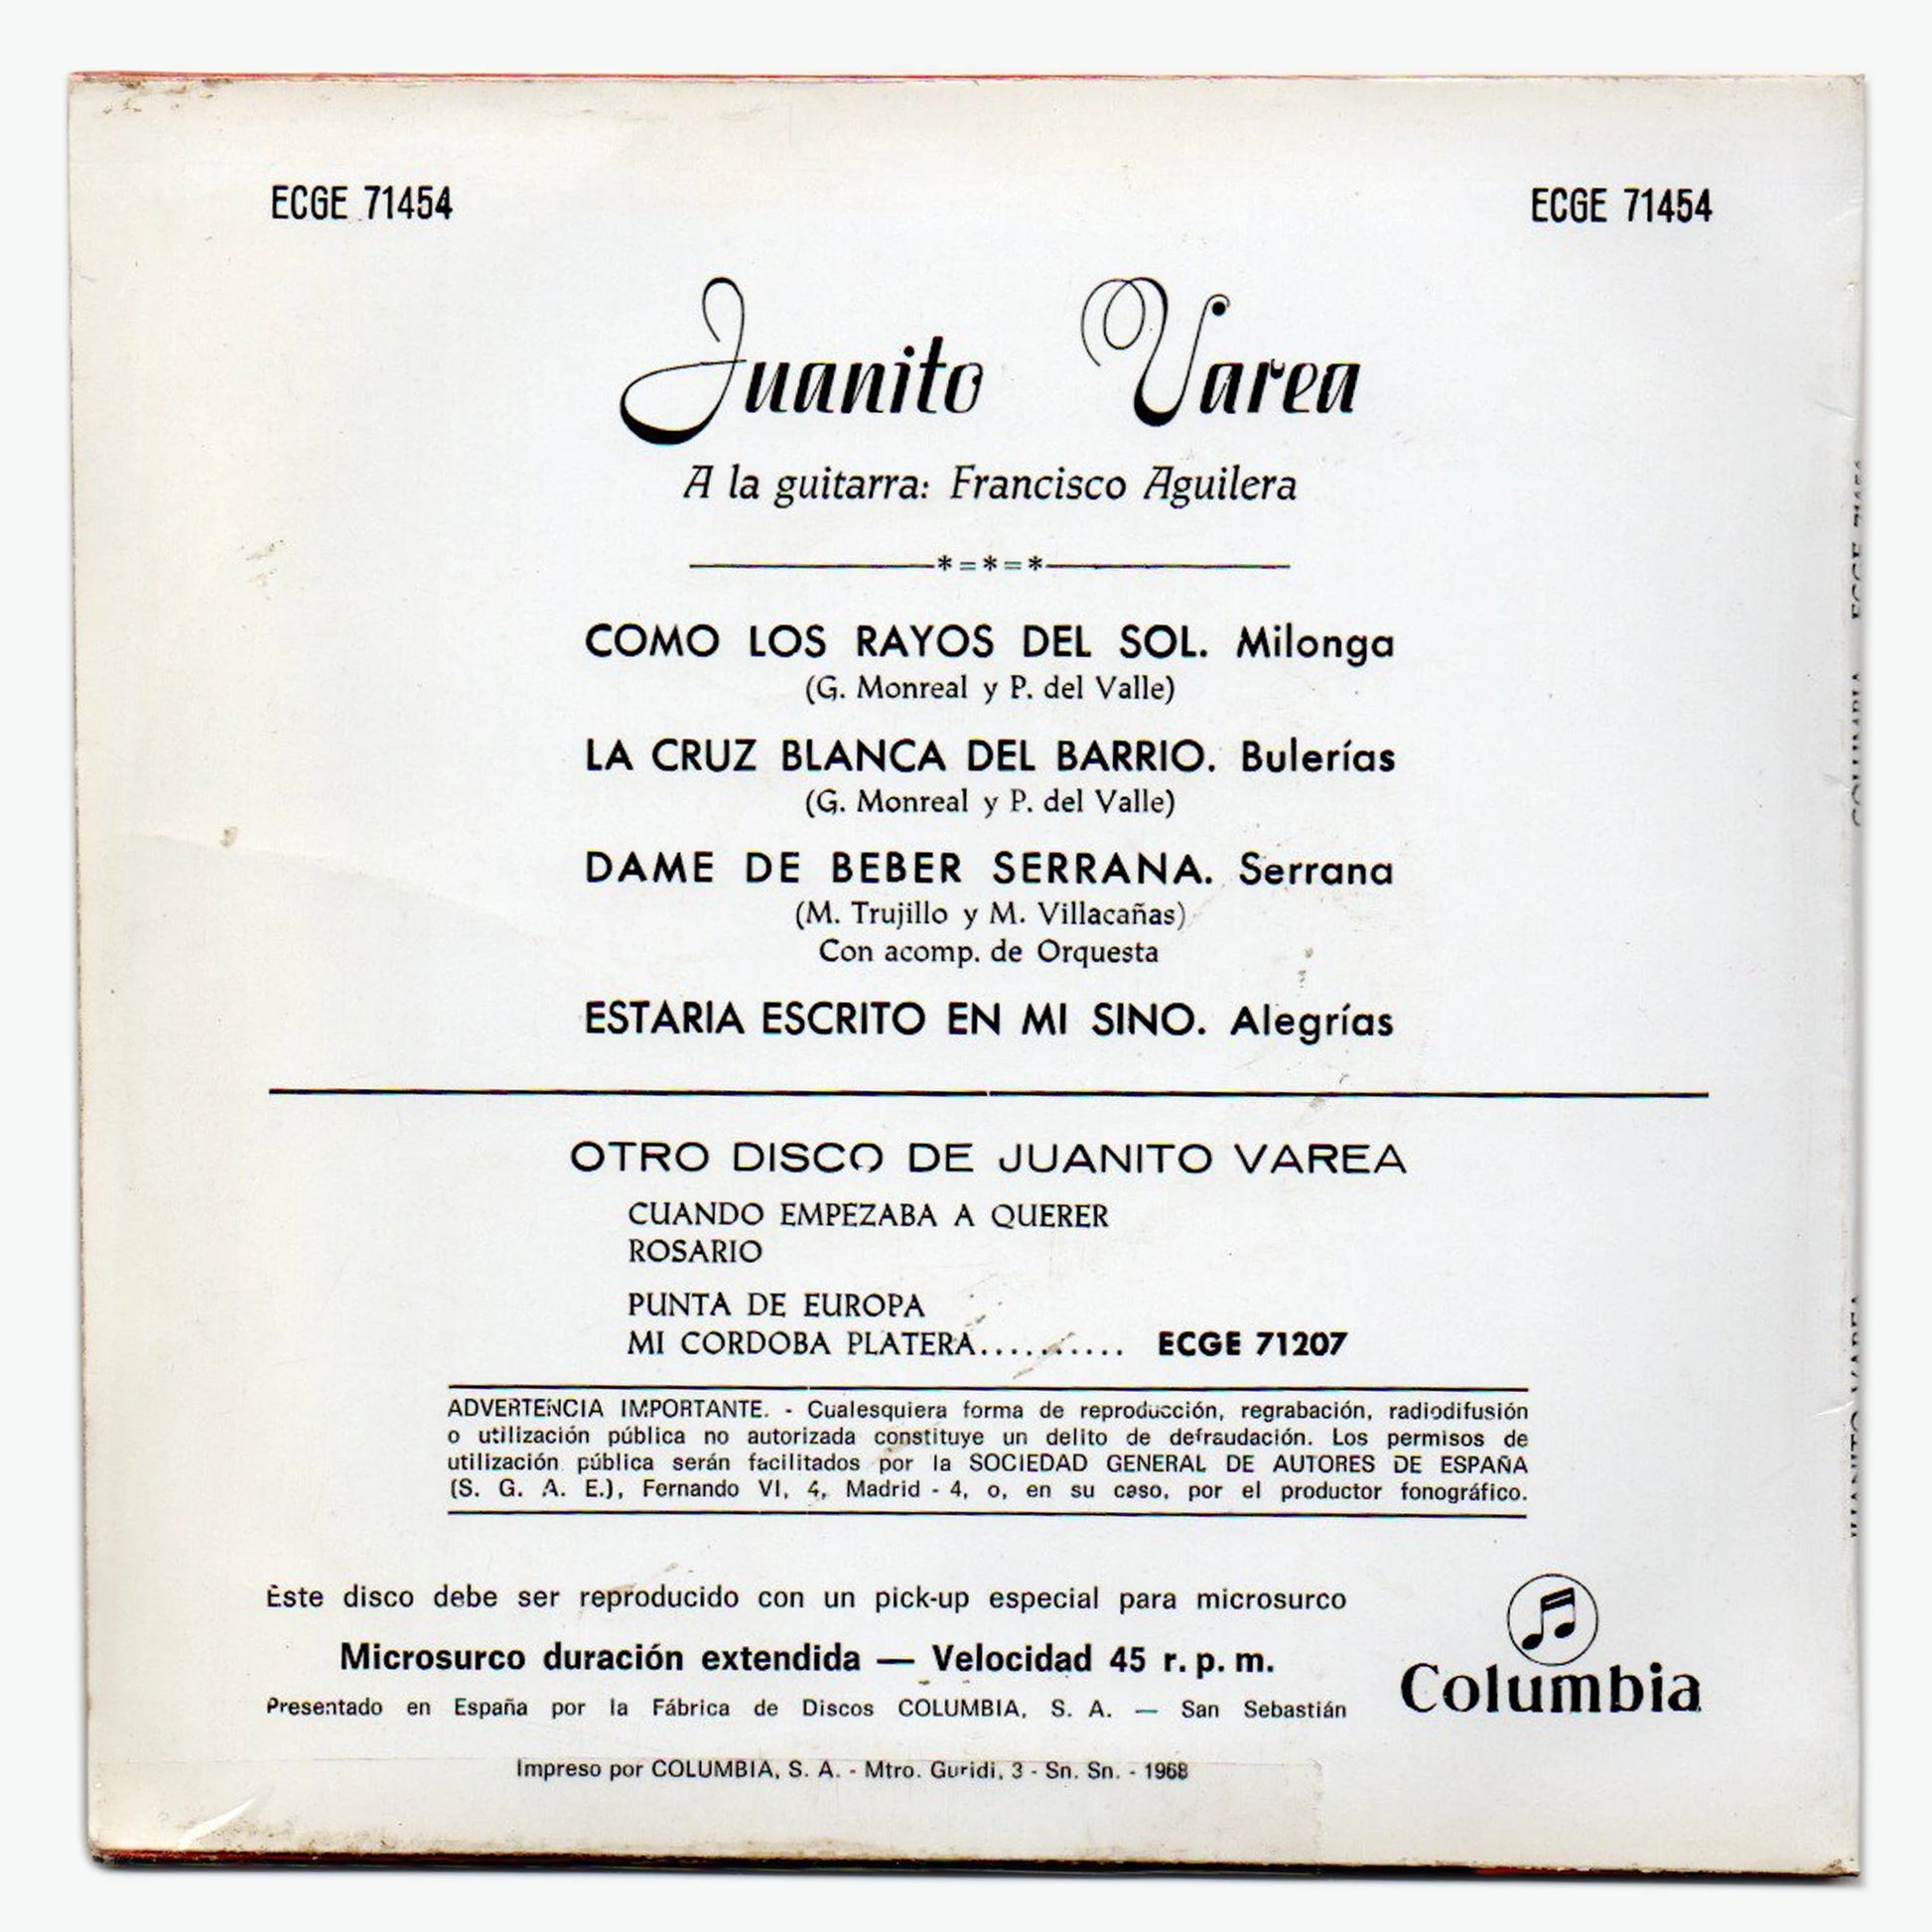 ECGE 71454
ECGE 71454
Juanito Varea
A la guitarra: Francisco Aguilera
*=*=*
COMO LOS RAYOS DEL SOL. Milonga
(G. Monreal y P. del Valle)
LA CRUZ BLANCA DEL BARRIO. Bulerías
(G. Monreal y P. del Valle)
DAME DE BEBER SERRANA. Serrana
(M. Trujillo y M. Villacañas)
Con acomp. de Orquesta
ESTARIA ESCRITO EN MI SINO. Alegrías
OTRO DISCO DE JUANITO VAREA
CUANDO EMPEZABA A QUERER
ROSARIO
PUNTA DE EUROPA
MI CORDOBA PLATERA.......... ECGE 71207
ADVERTENCIA IMPORTANTE. - Cualesquiera forma de reproducción, regrabación, radiodifusión
o utilización pública no autorizada constituye un delito de defraudación. Los permisos de
utilización pública serán facilitados por la SOCIEDAD GENERAL DE AUTORES DE ESPAÑA
(S. G. A. E.), Fernando VI, 4, Madrid - 4, o, en su caso, por el productor fonográfico.
Este disco debe ser reproducido con un pick-up especial para microsurco
Microsurco duración extendida — Velocidad 45 r. p. m.
Presentado en España por la Fábrica de Discos COLUMBIA, S. A. — San Sebastián
Columbia
Impreso por COLUMBIA, S. A. - Mtro. Guridi, 3 - Sn. Sn. - 1968